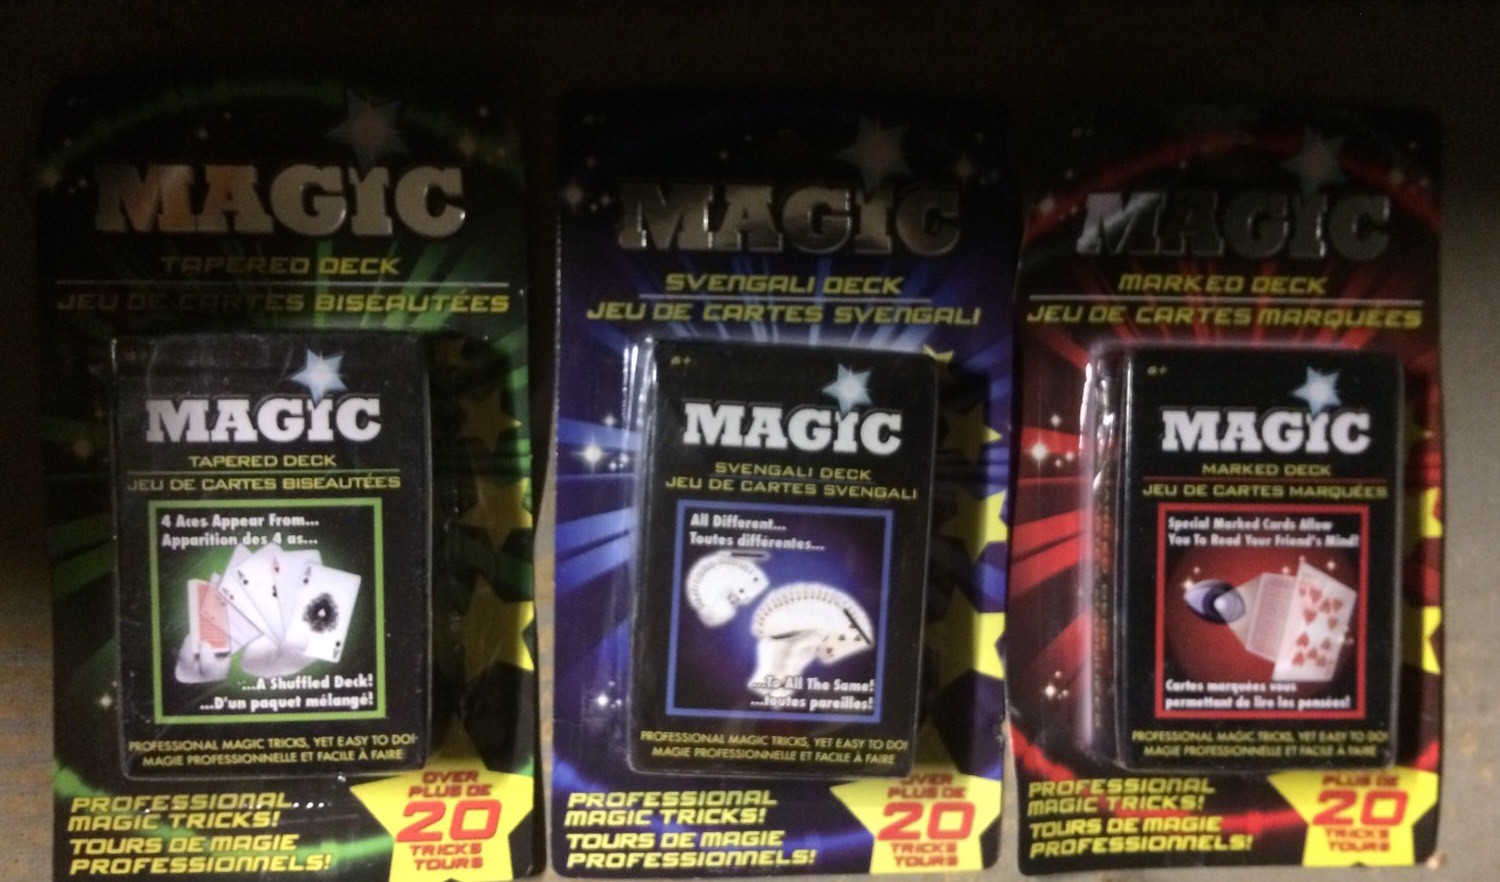 MAGIC
TAPERED DECK
JEU DE CARTES BISEAUTÉES
MAGIC
TAPERED DECK
JEU DE CARTES BISEAUTÉES
4 Aces Appear From...
Apparition des 4 as...
...A Shuffled Deck!
...D'un paquet mélangé!
PROFESSIONAL MAGIC TRICKS, YET EASY TO DO!
MAGIE PROFESSIONNELLE ET FACILE À FAIRE
PROFESSIONAL
MAGIC TRICKS!
TOURS DE MAGIE
PROFESSIONNELS!
OVER
PLUS DE
20
TRICKS
TOURS
MAGIC
SVENGALI DECK
JEU DE CARTES SVENGALI
6+
MAGIC
SVENGALI DECK
JEU DE CARTES SVENGALI
All Different...
Toutes différentes...
...To All The Same!
...toutes pareilles!
PROFESSIONAL MAGIC TRICKS, YET EASY TO DO!
MAGIE PROFESSIONNELLE ET FACILE À FAIRE
PROFESSIONAL
MAGIC TRICKS!
TOURS DE MAGIE
PROFESSIONNELS!
OVER
PLUS DE
20
TRICKS
TOURS
MAGIC
MARKED DECK
JEU DE CARTES MARQUÉES
6+
MAGIC
MARKED DECK
JEU DE CARTES MARQUÉES
Special Marked Cards Allow
You To Read Your Friend's Mind!
Cartes marquées vous
permettant de lire les pensées!
PROFESSIONAL MAGIC TRICKS, YET EASY TO DO!
MAGIE PROFESSIONNELLE ET FACILE À FAIRE
PROFESSIONAL
MAGIC TRICKS!
TOURS DE MAGIE
PROFESSIONNELS!
PLUS DE
20
TRICKS
TOURS